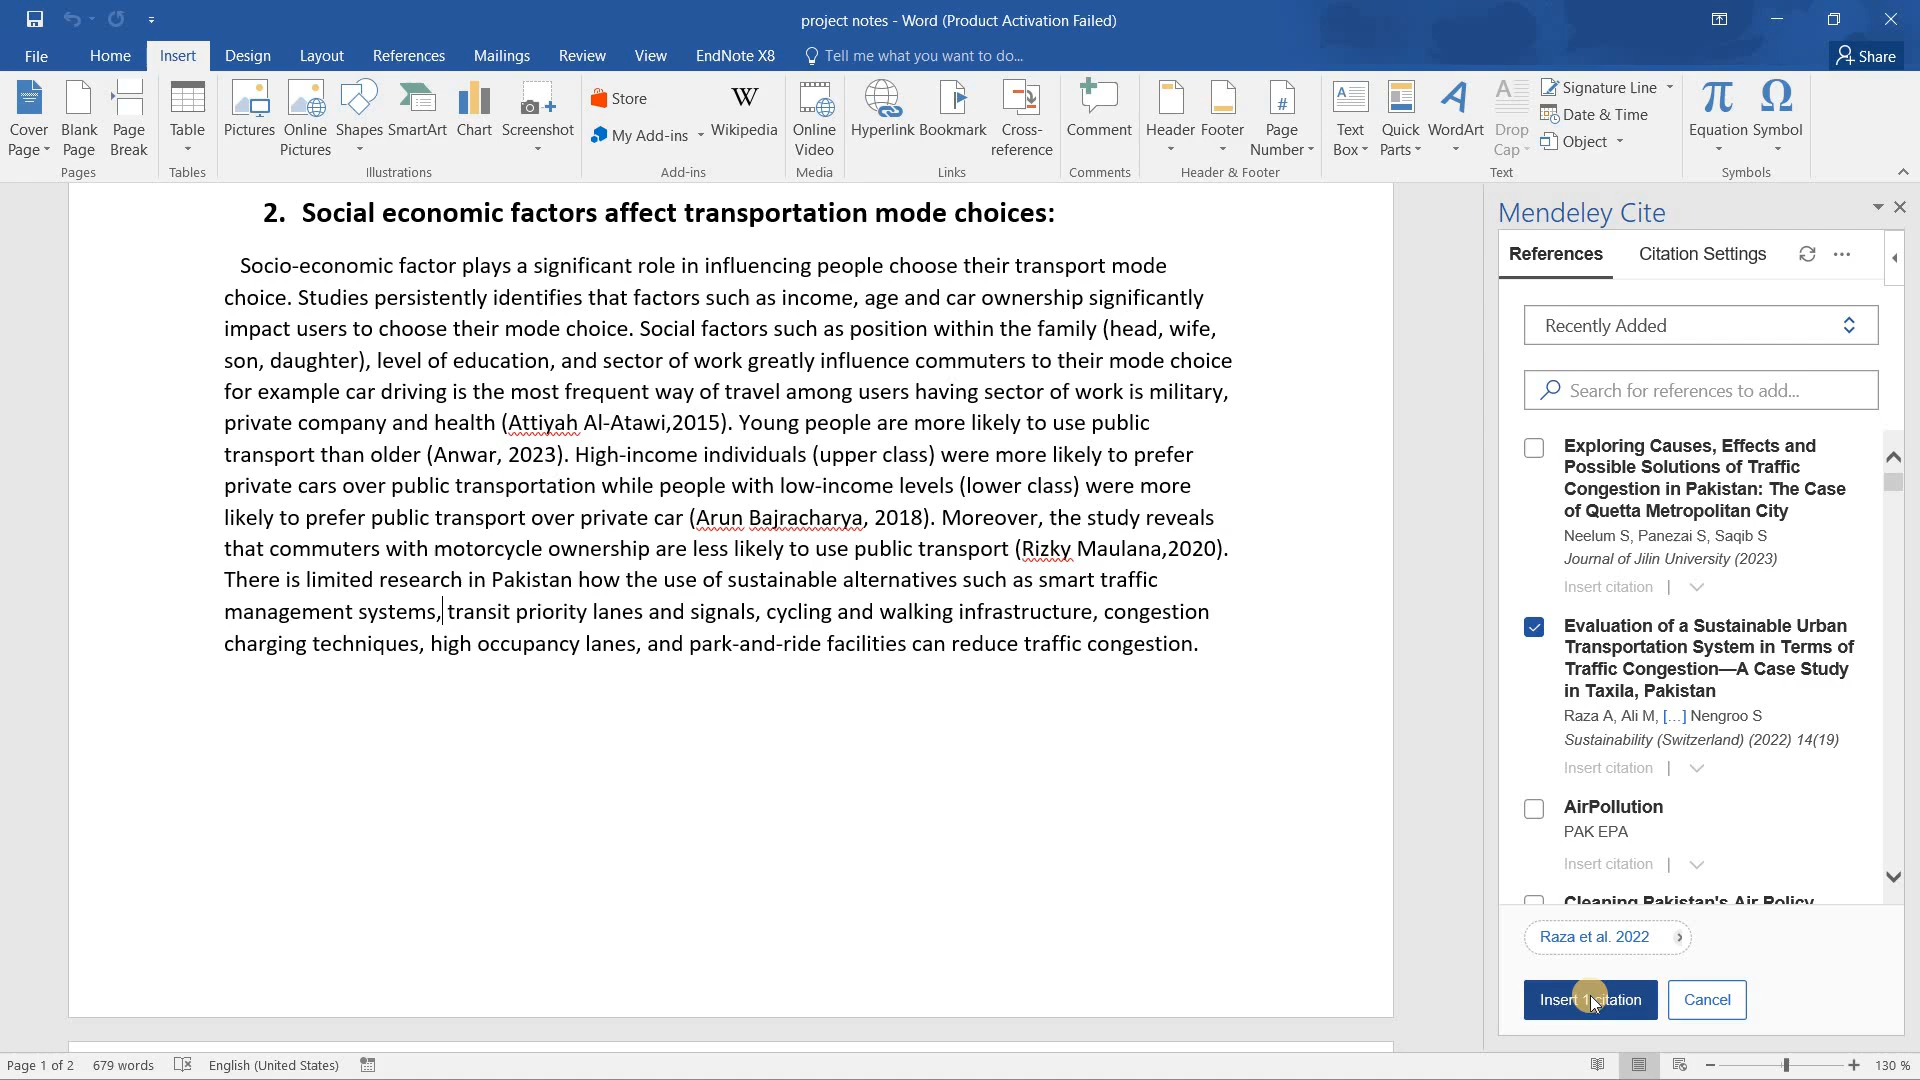 project notes - Word (Product Activation Failed)
File Home Insert Design Layout References Mailings Review View EndNote X8 Tell me what you want to do... Share
Cover Page
Blank Page
Page Break
Pages
Table
Tables
Pictures
Online Pictures
Shapes
SmartArt
Chart
Screenshot
Illustrations
Store
My Add-ins
W
Wikipedia
Add-ins
Online Video
Media
Hyperlink
Bookmark
Cross-reference
Links
Comment
Comments
Header
Footer
Page Number
Header & Footer
Text Box
Quick Parts
WordArt
Drop Cap
Signature Line
Date & Time
Object
Text
π
Equation
Ω
Symbol
Symbols
2. Social economic factors affect transportation mode choices:
Socio-economic factor plays a significant role in influencing people choose their transport mode
choice. Studies persistently identifies that factors such as income, age and car ownership significantly
impact users to choose their mode choice. Social factors such as position within the family (head, wife,
son, daughter), level of education, and sector of work greatly influence commuters to their mode choice
for example car driving is the most frequent way of travel among users having sector of work is military,
private company and health (Attiyah Al-Atawi,2015). Young people are more likely to use public
transport than older (Anwar, 2023). High-income individuals (upper class) were more likely to prefer
private cars over public transportation while people with low-income levels (lower class) were more
likely to prefer public transport over private car (Arun Bajracharya, 2018). Moreover, the study reveals
that commuters with motorcycle ownership are less likely to use public transport (Rizky Maulana,2020).
There is limited research in Pakistan how the use of sustainable alternatives such as smart traffic
management systems, transit priority lanes and signals, cycling and walking infrastructure, congestion
charging techniques, high occupancy lanes, and park-and-ride facilities can reduce traffic congestion.
Mendeley Cite
References Citation Settings
Recently Added
Search for references to add...
Exploring Causes, Effects and
Possible Solutions of Traffic
Congestion in Pakistan: The Case
of Quetta Metropolitan City
Neelum S, Panezai S, Saqib S
Journal of Jilin University (2023)
Insert citation |
Evaluation of a Sustainable Urban
Transportation System in Terms of
Traffic Congestion—A Case Study
in Taxila, Pakistan
Raza A, Ali M, [...] Nengroo S
Sustainability (Switzerland) (2022) 14(19)
Insert citation |
AirPollution
PAK EPA
Insert citation |
Cleaning Pakistan's Air Policy
Raza et al. 2022
Insert 1 citation Cancel
Page 1 of 2 679 words English (United States) 130 %